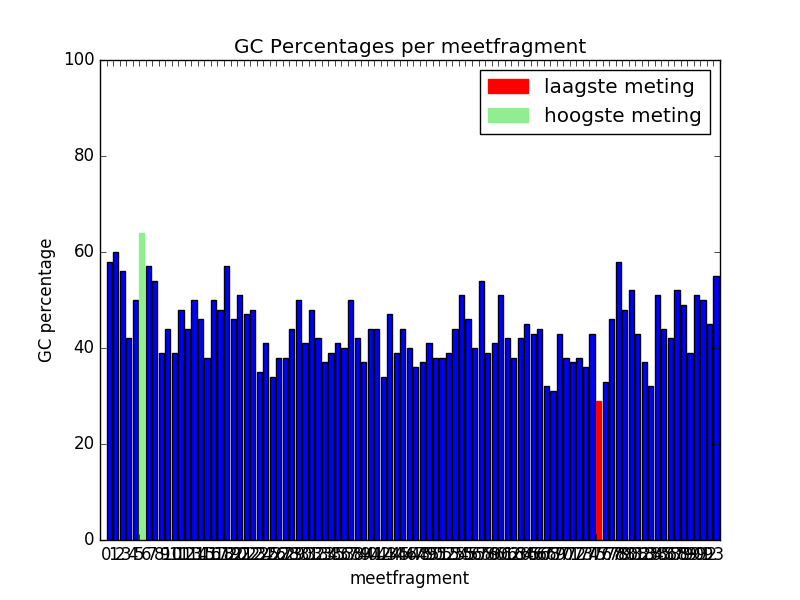 GC Percentages per meetfragment
100
80
60
40
20
0
GC percentage
laagste meting
hoogste meting
meetfragment